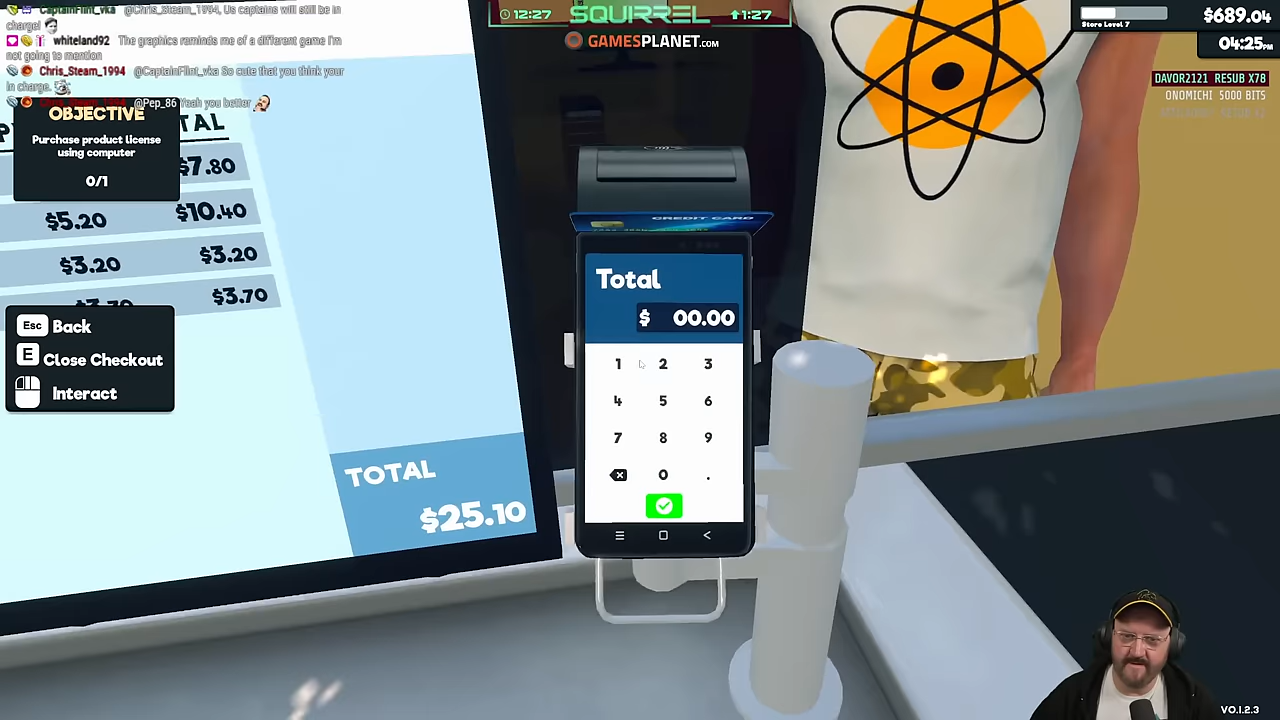 CaptainFlint_vka @Chris_Steam_1994, Us captains will still be in
charge!
whiteland92 The graphics reminds me of a different game I'm
not going to mention
Chris_Steam_1994 @CaptainFlint_vka So cute that you think your
in charge.
Chris_Steam_1994 @Pep_86 Yeah you better
OBJECTIVE
Purchase product License
using computer
0/1
TAL
$7.80
$5.20 $10.40
$3.20 $3.20
$3.70 $3.70
Esc Back
E Close Checkout
Interact
TOTAL
$25.10
12:27 SQUIRREL 1:27
GAMESPLANET.COM
CREDIT CARD
Total
$ 00.00
1 2 3
4 5 6
7 8 9
0 .
Store Level 7
$689.04
04:25PM
DAVOR2121 RESUB X78
ONOMICHI 5000 BITS
V0.1.2.3